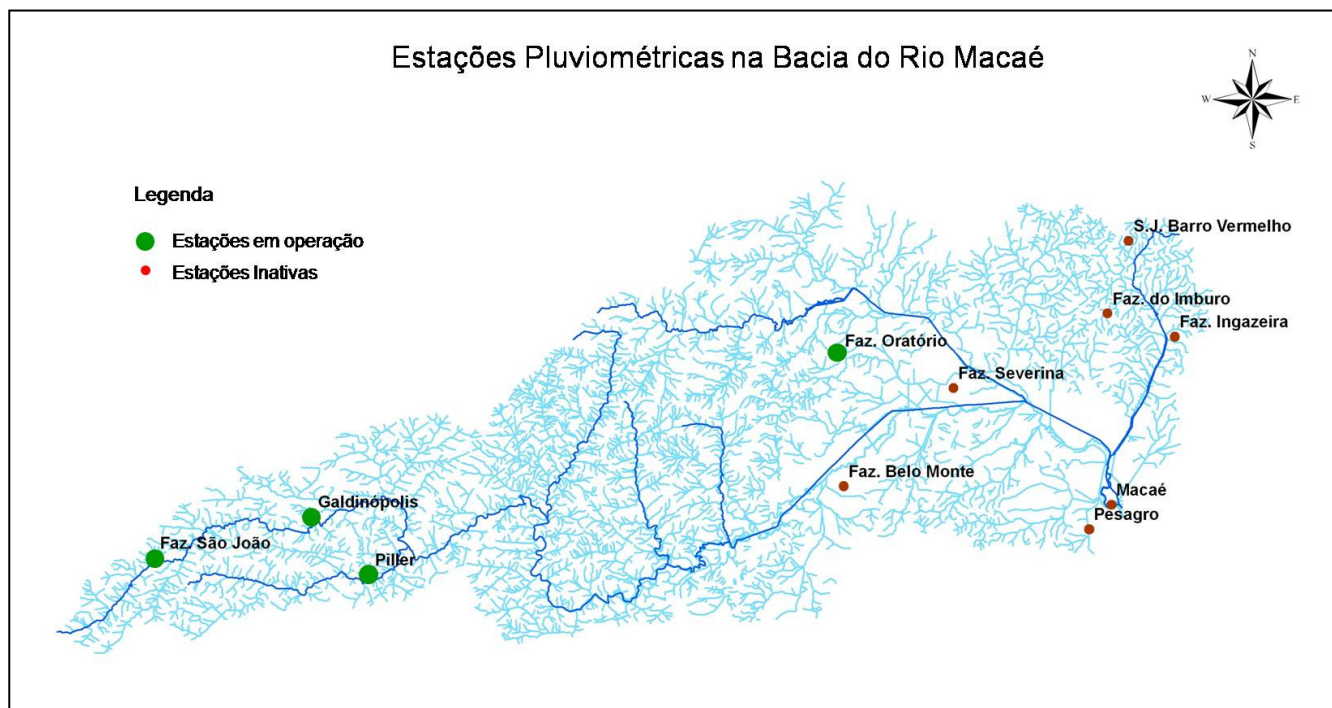 Estações Pluviométricas na Bacia do Rio Macaé
N
W
E
S
Legenda
Estações em operação
Estações Inativas
S.J. Barro Vermelho
Faz. do Imburo
Faz. Ingazeira
Faz. Oratório
Faz. Severina
Faz. Belo Monte
Macaé
Pesagro
Galdinópolis
Faz. São João
Piller